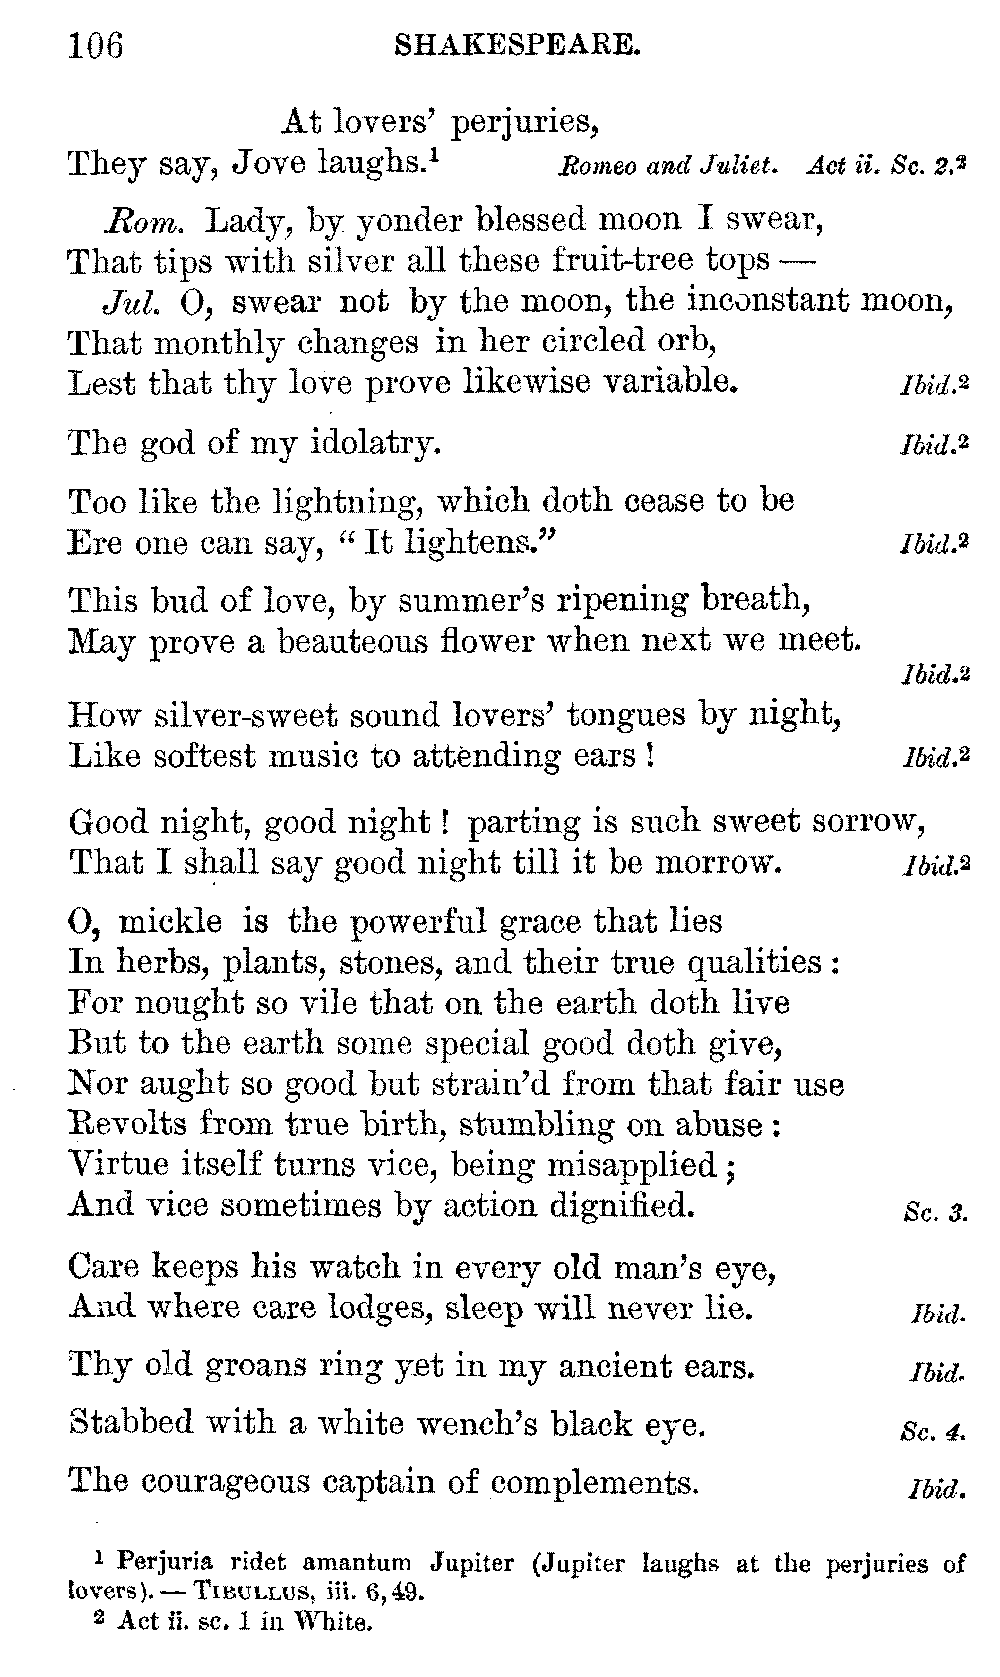 106 SHAKESPEARE.
At lovers’ perjuries,
They say, Jove laughs.¹ Romeo and Juliet. Act ii. Sc. 2.²
Rom. Lady, by yonder blessed moon I swear,
That tips with silver all these fruit-tree tops —
Jul. O, swear not by the moon, the inconstant moon,
That monthly changes in her circled orb,
Lest that thy love prove likewise variable. Ibid.²
The god of my idolatry. Ibid.²
Too like the lightning, which doth cease to be
Ere one can say, “ It lightens.” Ibid.²
This bud of love, by summer’s ripening breath,
May prove a beauteous flower when next we meet.
Ibid.²
How silver-sweet sound lovers’ tongues by night,
Like softest music to attending ears ! Ibid.²
Good night, good night ! parting is such sweet sorrow,
That I shall say good night till it be morrow. Ibid.²
O, mickle is the powerful grace that lies
In herbs, plants, stones, and their true qualities :
For nought so vile that on the earth doth live
But to the earth some special good doth give,
Nor aught so good but strain’d from that fair use
Revolts from true birth, stumbling on abuse :
Virtue itself turns vice, being misapplied ;
And vice sometimes by action dignified. Sc. 3.
Care keeps his watch in every old man’s eye,
And where care lodges, sleep will never lie. Ibid.
Thy old groans ring yet in my ancient ears. Ibid.
Stabbed with a white wench’s black eye. Sc. 4.
The courageous captain of complements. Ibid.
¹ Perjuria ridet amantum Jupiter (Jupiter laughs at the perjuries of
lovers). — TIBULLUS, iii. 6, 49.
² Act ii. sc. 1 in White.